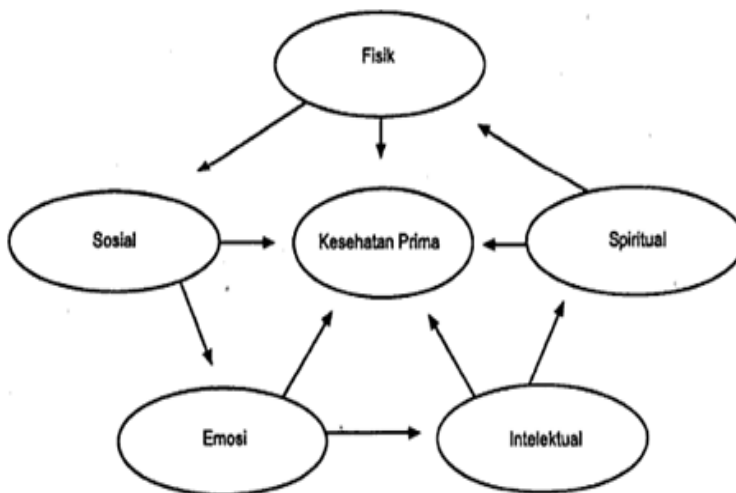 Fisik
Sosial
Kesehatan Prima
Spiritual
Emosi
Intelektual